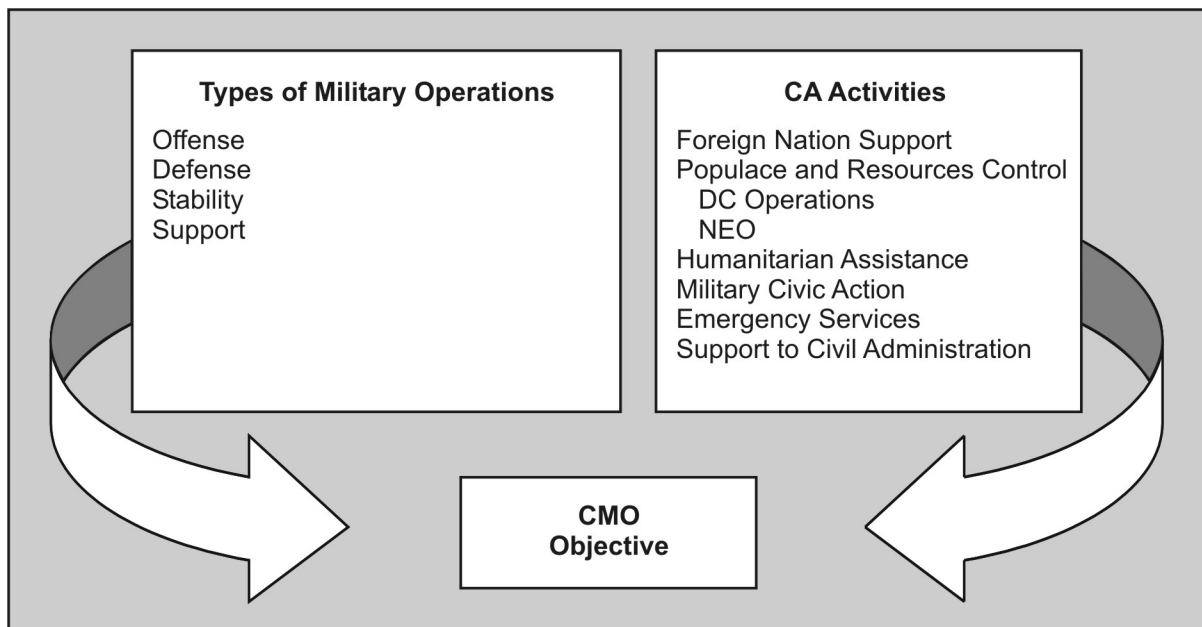 Types of Military Operations
Offense
Defense
Stability
Support
CA Activities
Foreign Nation Support
Populace and Resources Control
DC Operations
NEO
Humanitarian Assistance
Military Civic Action
Emergency Services
Support to Civil Administration
CMO
Objective